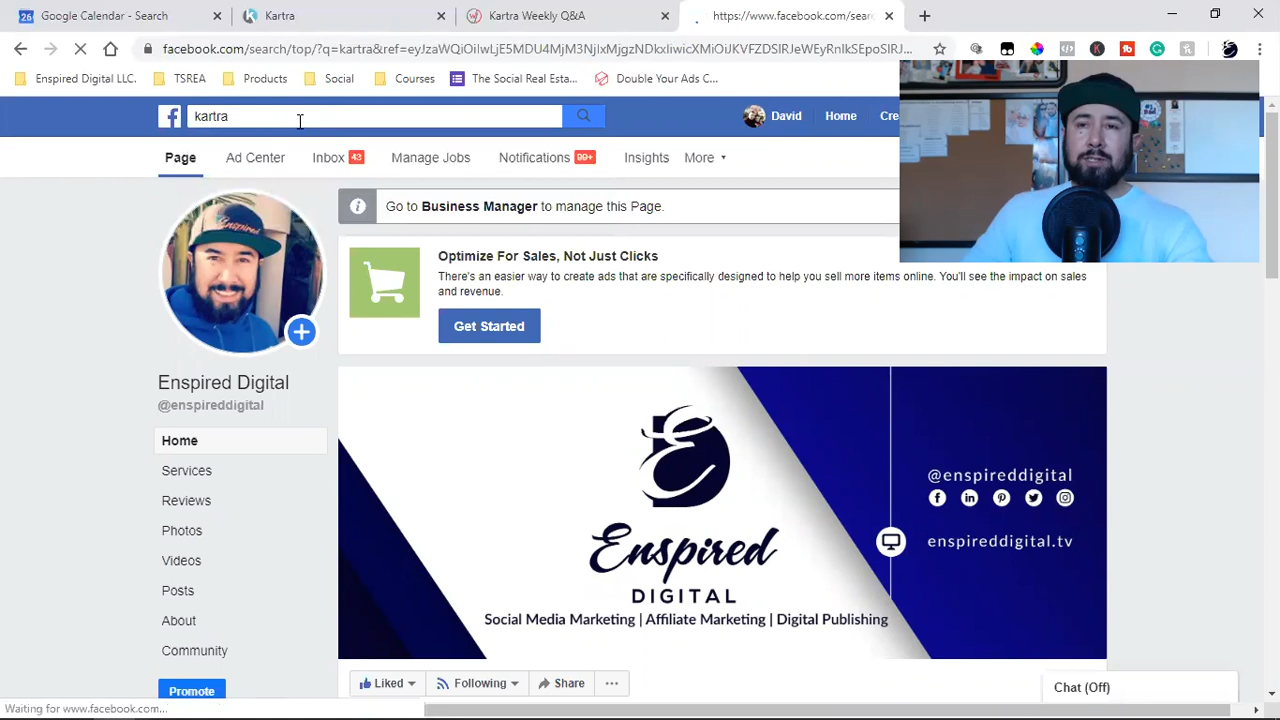 Google Calendar - Search
Kartra
Kartra Weekly Q&A
https://www.facebook.com/sear
facebook.com/search/top/?q=kartra&ref=
Enspired Digital LLC.
TSREA
Produc
Social
Courses
The Social Real Esta...
Double Your Ads C...
kartra
David
Home
Cre
Page
Ad Center
Inbox 43
Manage Jobs
Notifications 99+
Insights
More
Go to Business Manager to manage this Page.
Optimize For Sales, Not Just Clicks
There's an easier way to create ads that are specifically designed to help you sell more items online. You'll see the impact on sales
and revenue.
Get Started
Enspired Digital
@enspireddigital
Home
Services
Reviews
Photos
Videos
Posts
About
Community
Promote
E
Enspired
DIGITAL
Social Media Marketing | Affiliate Marketing | Digital Publishing
@enspireddigital
enspireddigital.tv
Liked
Following
Share
Chat (Off)
Waiting for www.facebook.com...